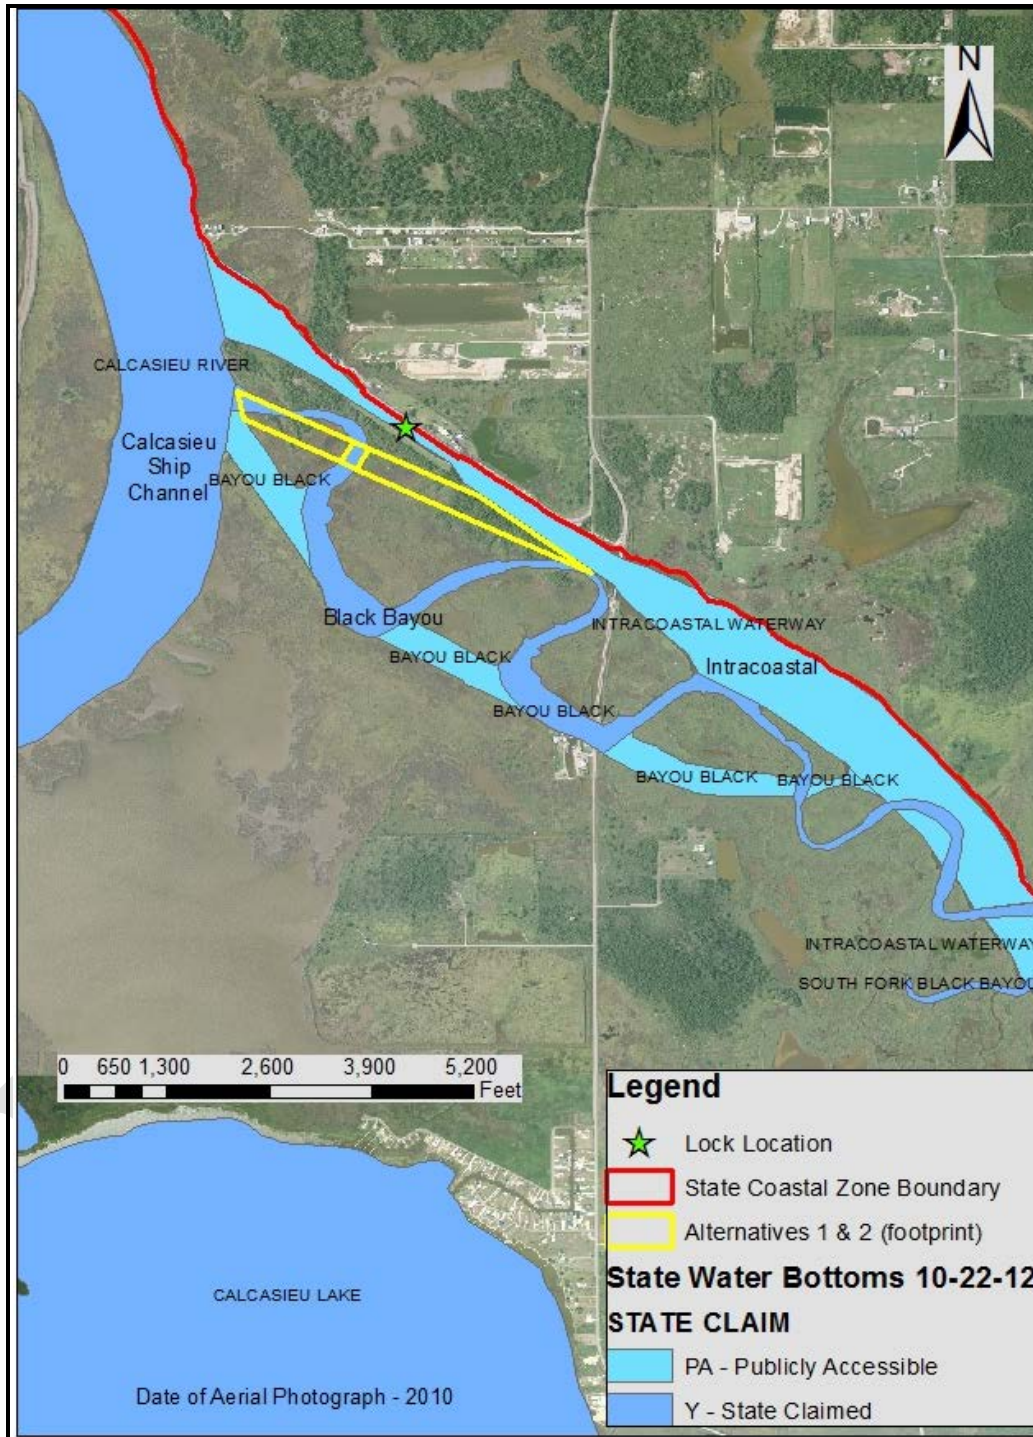 N
CALCASIEU RIVER
Calcasieu
Ship
Channel
BAYOU BLACK
Black Bayou
BAYOU BLACK
INTRACOASTAL WATERWAY
Intracoastal
BAYOU BLACK
BAYOU BLACK
BAYOU BLACK
INTRACOASTAL WATERWAY
SOUTH FORK BLACK BAYOU
0 650 1,300 2,600 3,900 5,200
Feet
CALCASIEU LAKE
Date of Aerial Photograph - 2010
Legend
Lock Location
State Coastal Zone Boundary
Alternatives 1 & 2 (footprint)
State Water Bottoms 10-22-12
STATE CLAIM
PA - Publicly Accessible
Y - State Claimed